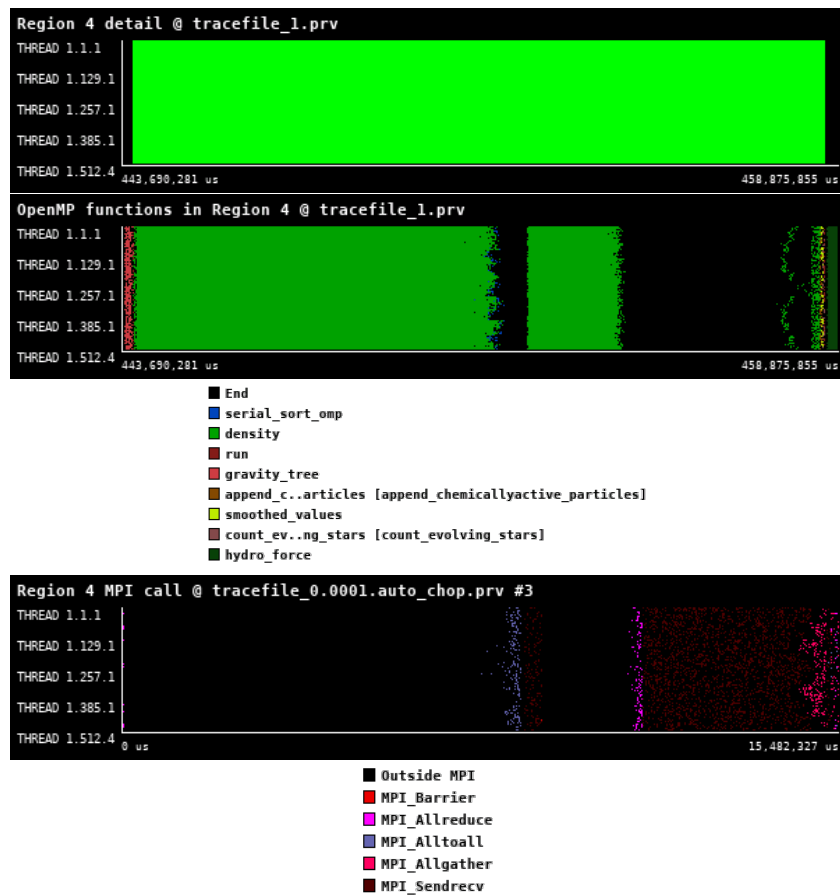 Region 4 detail @ tracefile_1.prv
THREAD 1.1.1
THREAD 1.129.1
THREAD 1.257.1
THREAD 1.385.1
THREAD 1.512.4
443,690,281 us 458,875,855 us
OpenMP functions in Region 4 @ tracefile_1.prv
THREAD 1.1.1
THREAD 1.129.1
THREAD 1.257.1
THREAD 1.385.1
THREAD 1.512.4
443,690,281 us 458,875,855 us
End
serial_sort_omp
density
run
gravity_tree
append_c..articles [append_chemicallyactive_particles]
smoothed_values
count_ev..ng_stars [count_evolving_stars]
hydro_force
Region 4 MPI call @ tracefile_0.0001.auto_chop.prv #3
THREAD 1.1.1
THREAD 1.129.1
THREAD 1.257.1
THREAD 1.385.1
THREAD 1.512.4
0 us 15,482,327 us
Outside MPI
MPI_Barrier
MPI_Allreduce
MPI_Alltoall
MPI_Allgather
MPI_Sendrecv